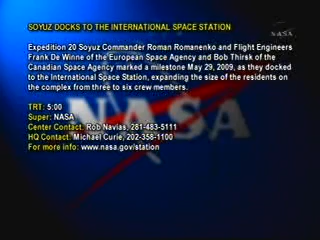 SOYUZ DOCKS TO THE INTERNATIONAL SPACE STATION
NASA
Expedition 20 Soyuz Commander Roman Romanenko and Flight Engineers
Frank De Winne of the European Space Agency and Bob Thirsk of the
Canadian Space Agency marked a milestone May 29, 2009, as they docked
to the International Space Station, expanding the size of the residents on
the complex from three to six crew members.
NASA
TRT: 5:00
Super: NASA
Center Contact: Rob Navias, 281-483-5111
HQ Contact: Michael Curie, 202-358-1100
For more info: www.nasa.gov/station